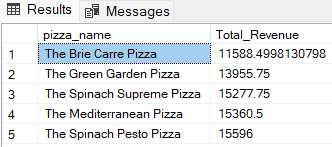 Results Messages
pizza_name Total_Revenue
1 The Brie Carre Pizza 11588.4998130798
2 The Green Garden Pizza 13955.75
3 The Spinach Supreme Pizza 15277.75
4 The Mediterranean Pizza 15360.5
5 The Spinach Pesto Pizza 15596